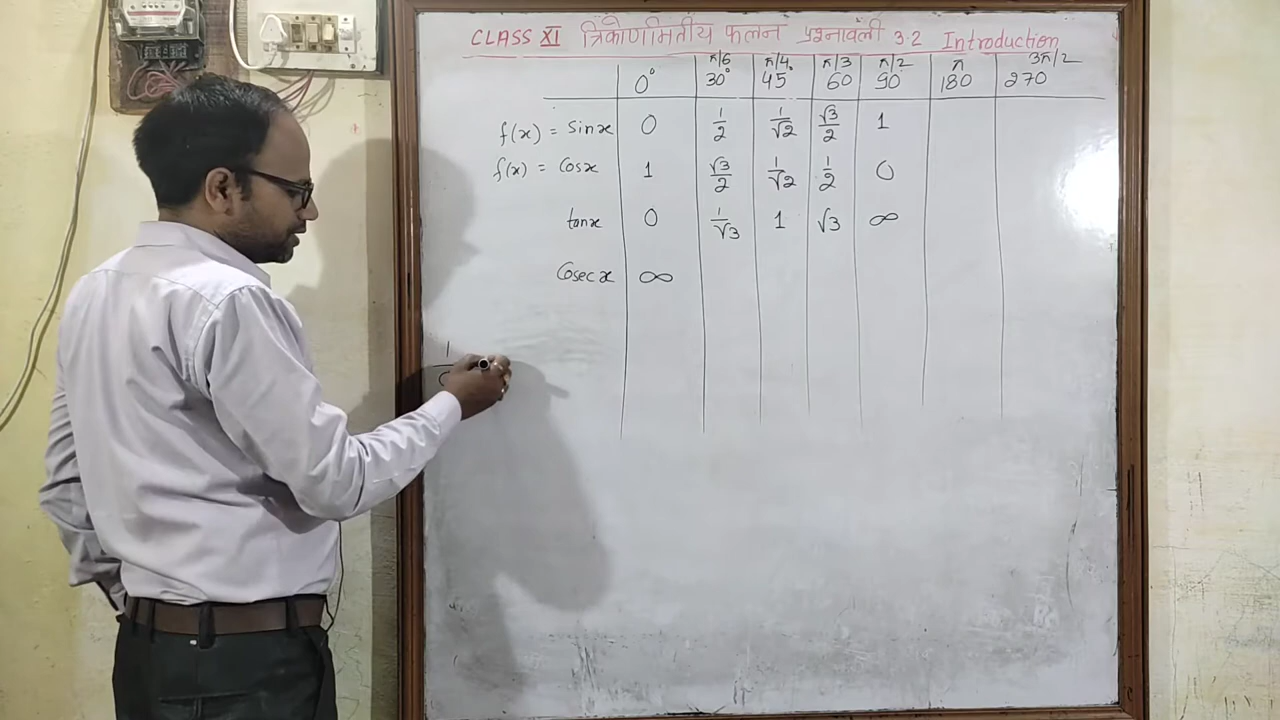 CLASS XI त्रिकोणमितीय फलन प्रश्नावली 3.2 Introduction
π/6 π/4 π/3 π/2 π 3π/2
0° 30° 45° 60 90° 180 270
f(x) = sinx 0 1/2 1/√2 √3/2 1
f(x) = Cosx 1 √3/2 1/√2 1/2 0
tanx 0 1/√3 1 √3 ∞
Cosec x ∞
1